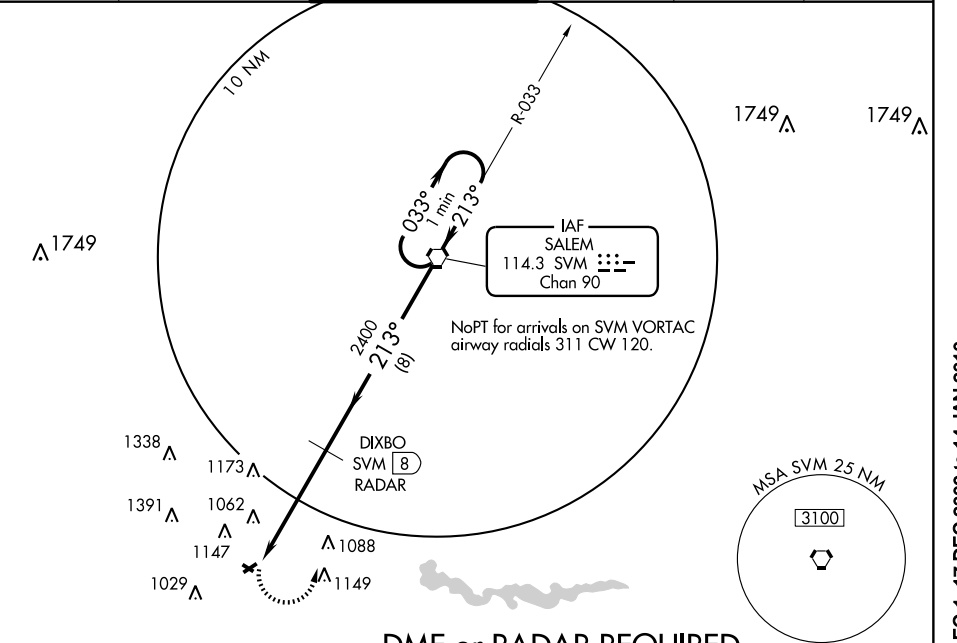 10 NM
R-033
1749
1749
1749
033°
1 min
213°
IAF
SALEM
114.3 SVM
Chan 90
NoPT for arrivals on SVM VORTAC
airway radials 311 CW 120.
2400
213°
(8)
DIXBO
SVM 8
RADAR
1338
1173
1391
1062
1147
1088
1029
1149
MSA SVM 25 NM
3100
DME or RADAR REQUIRED